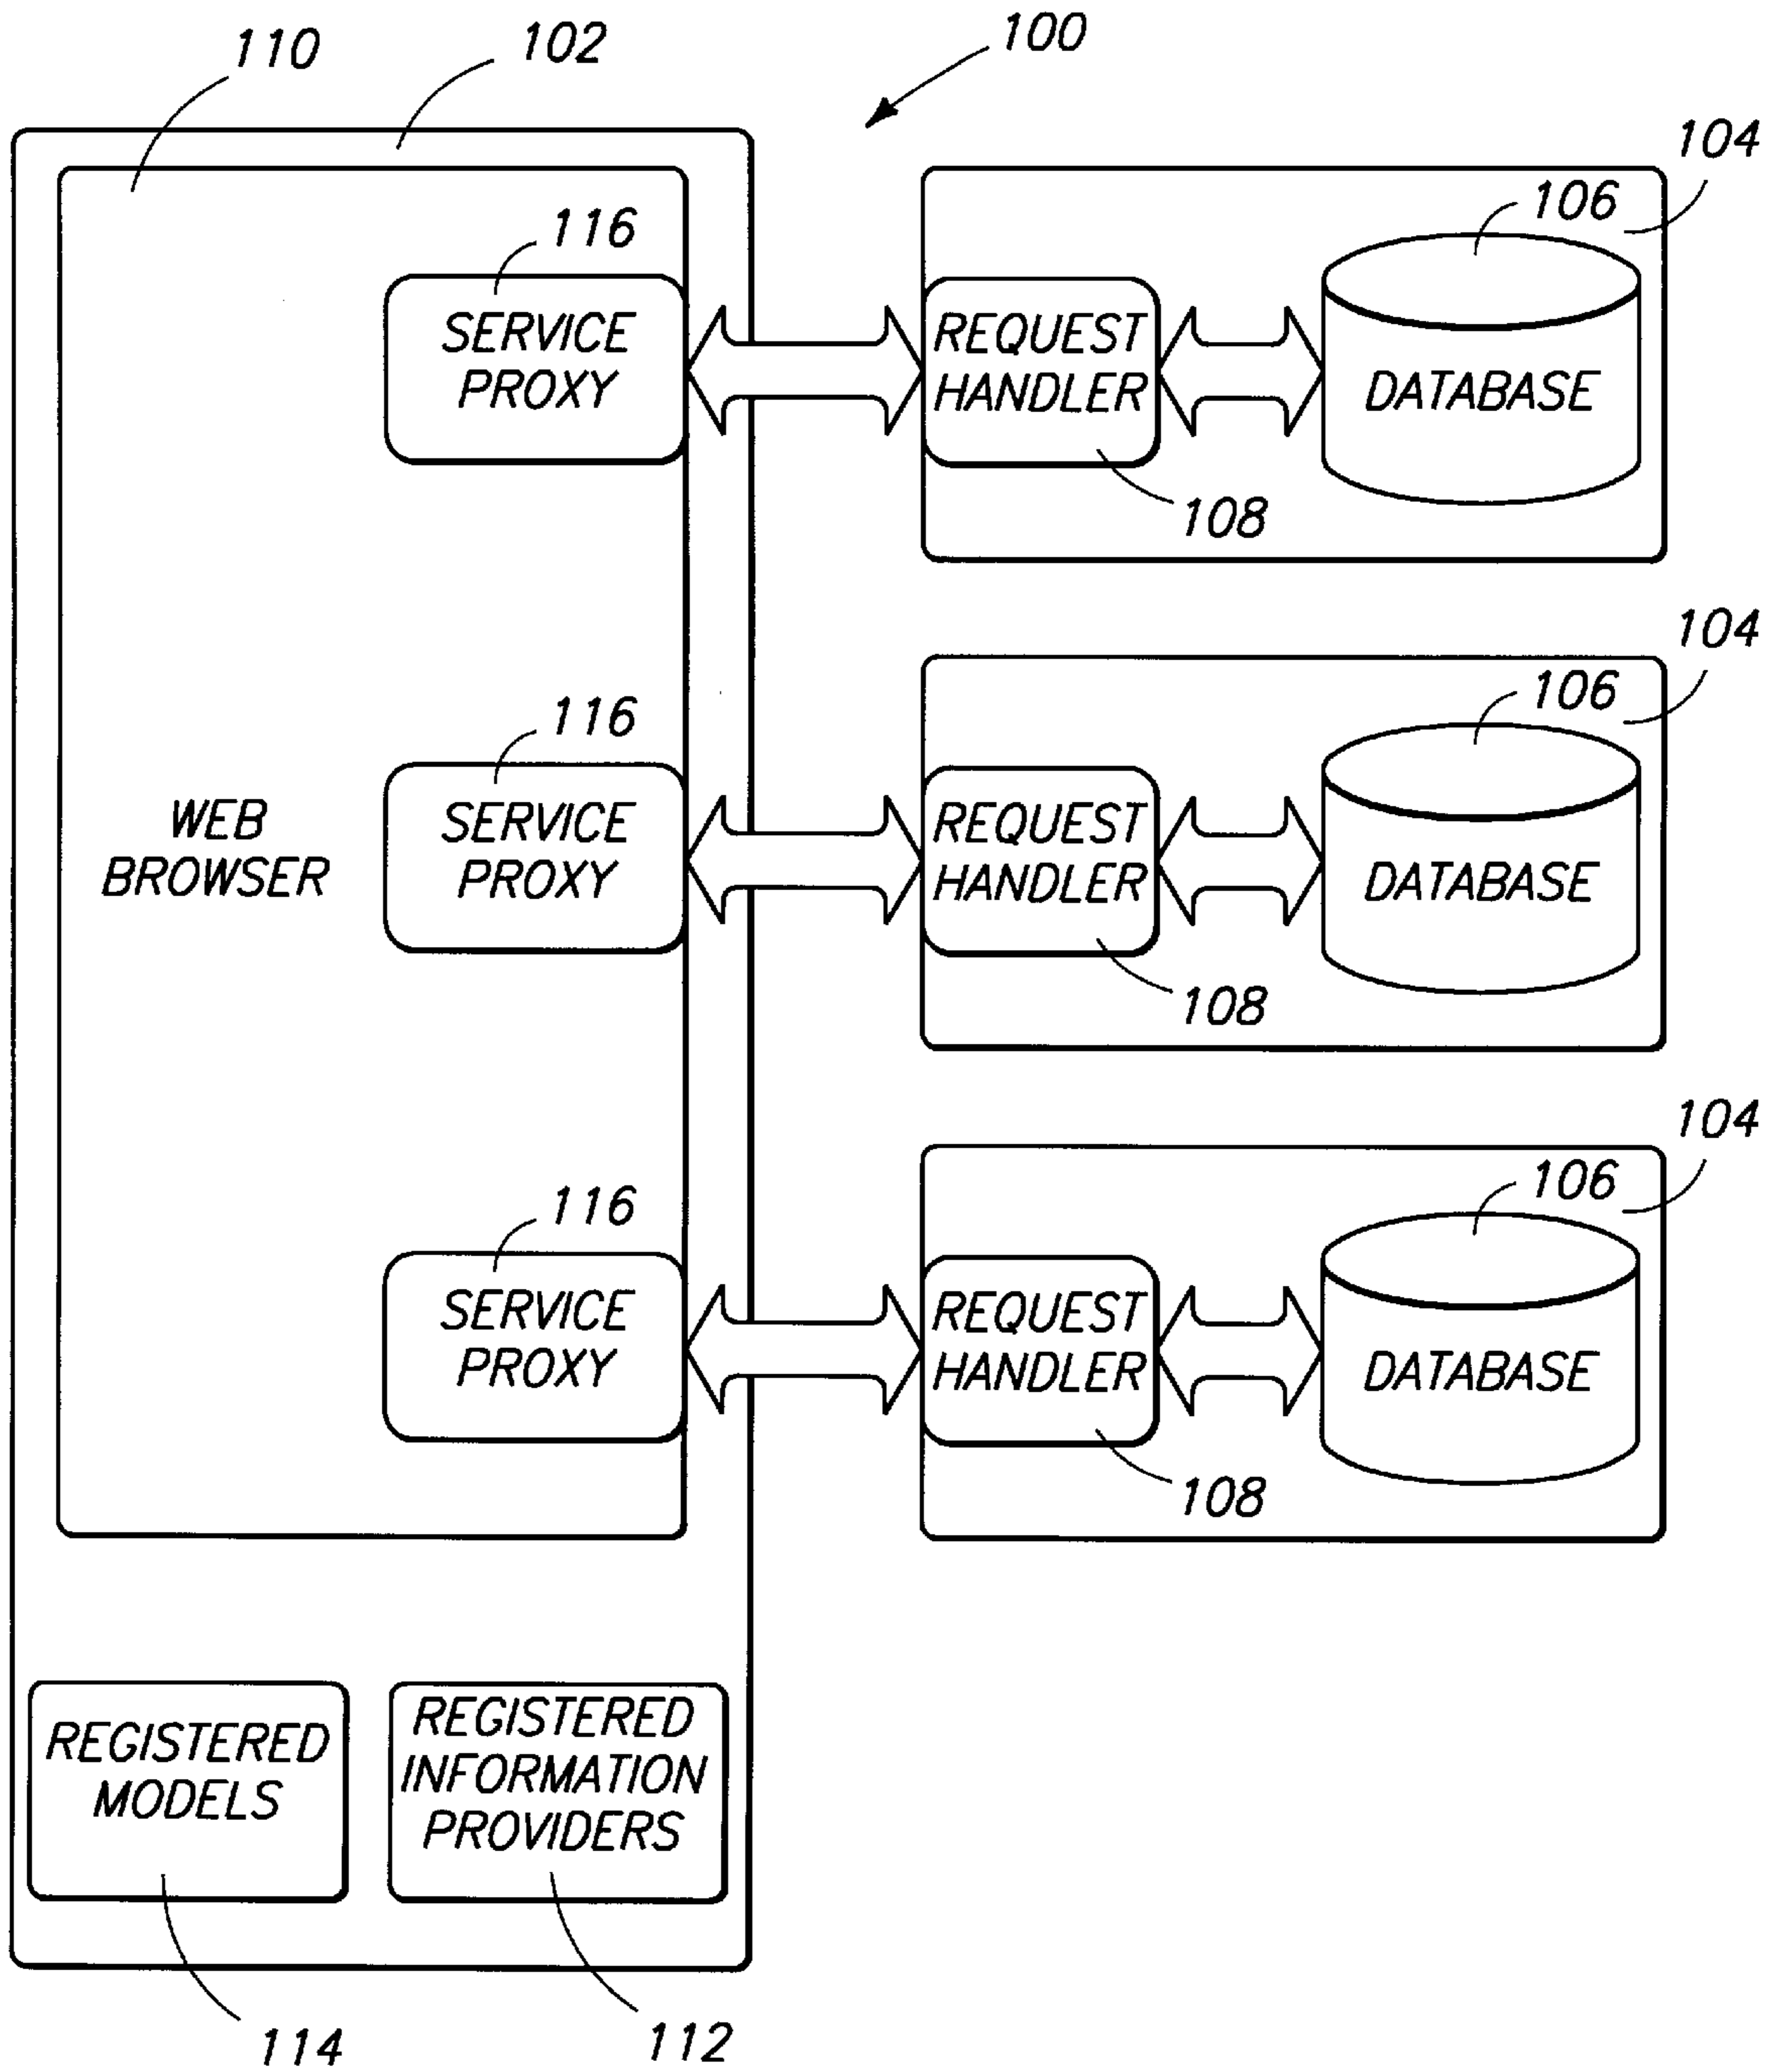 110
102
100
104
106
116
SERVICE
PROXY
REQUEST
HANDLER
DATABASE
108
104
106
116
WEB
BROWSER
SERVICE
PROXY
REQUEST
HANDLER
DATABASE
108
104
106
116
SERVICE
PROXY
REQUEST
HANDLER
DATABASE
108
REGISTERED
MODELS
REGISTERED
INFORMATION
PROVIDERS
114
112